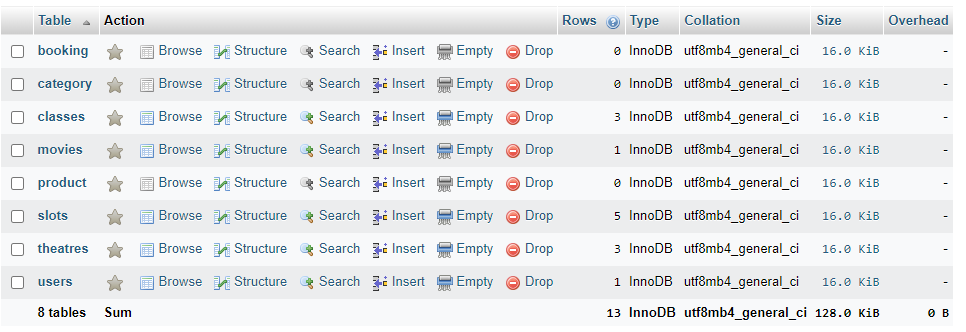 Table Action Rows Type Collation Size Overhead
booking Browse Structure Search Insert Empty Drop 0 InnoDB utf8mb4_general_ci 16.0 KiB -
category Browse Structure Search Insert Empty Drop 0 InnoDB utf8mb4_general_ci 16.0 KiB -
classes Browse Structure Search Insert Empty Drop 3 InnoDB utf8mb4_general_ci 16.0 KiB -
movies Browse Structure Search Insert Empty Drop 1 InnoDB utf8mb4_general_ci 16.0 KiB -
product Browse Structure Search Insert Empty Drop 0 InnoDB utf8mb4_general_ci 16.0 KiB -
slots Browse Structure Search Insert Empty Drop 5 InnoDB utf8mb4_general_ci 16.0 KiB -
theatres Browse Structure Search Insert Empty Drop 3 InnoDB utf8mb4_general_ci 16.0 KiB -
users Browse Structure Search Insert Empty Drop 1 InnoDB utf8mb4_general_ci 16.0 KiB -
8 tables Sum 13 InnoDB utf8mb4_general_ci 128.0 KiB 0 B